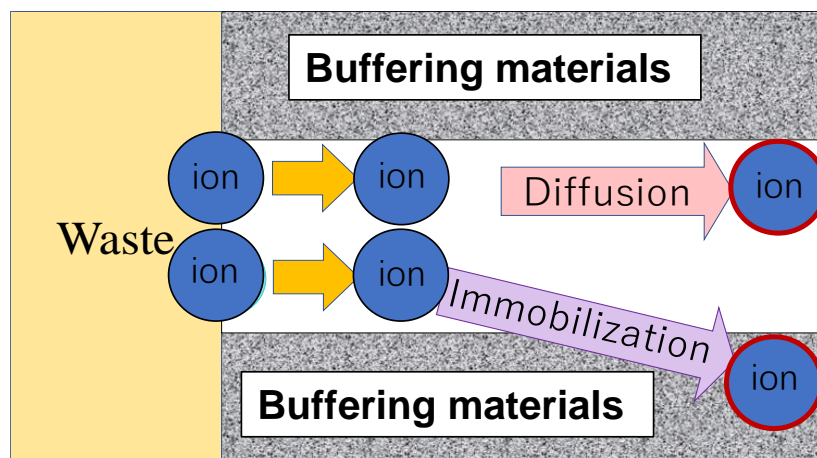 Buffering materials
ion
ion
Diffusion
ion
Waste
ion
ion
Immobilization
ion
Buffering materials